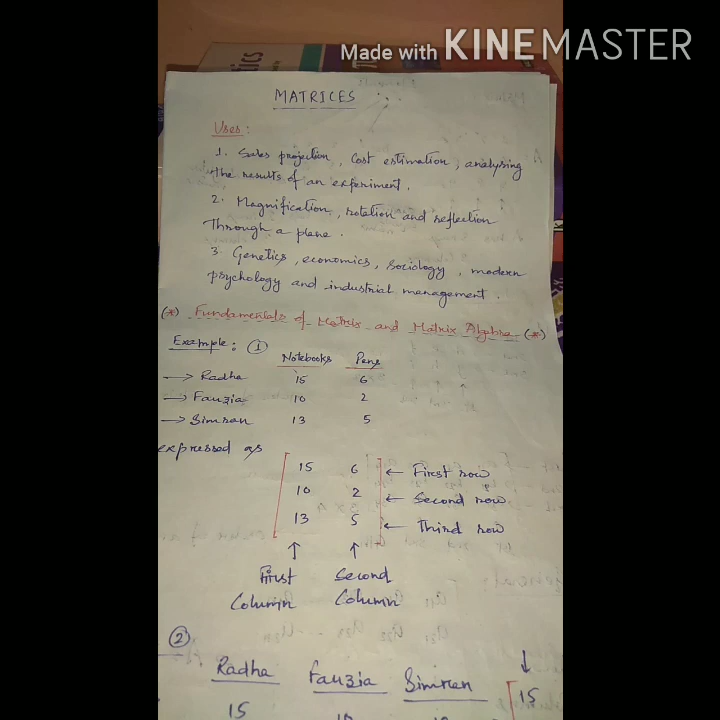 Made with KINEMASTER
MATRICES
Uses:
1. Sales projection, cost estimation, analysing
the results of an experiment.
2. Magnification, rotation and reflection
Through a plane.
3. Genetics, economics, sociology, modern
psychology and industrial management.
(*) Fundamentals of Matrix and Matrix Algebra (*)
Example: ①
Notebooks Pens
→ Radha 15 6
→ Fauzia 10 2
→ Simran 13 5
expressed as
15 6 ← First row
10 2 ← Second row
13 5 ← Third row
↑ ↑
First Second
Column Column
②
Radha Fauzia Simran ↓
15 10 15